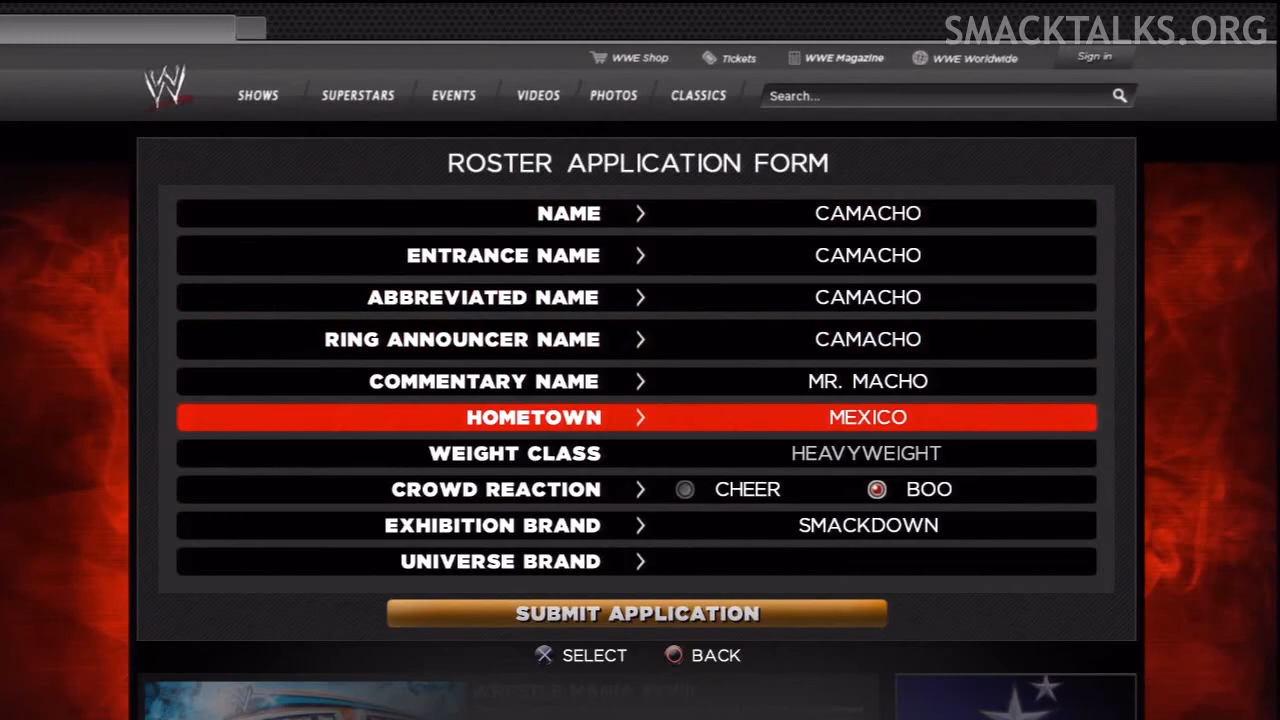 SMACKTALKS.ORG
WWE Shop Tickets WWE Magazine WWE Worldwide Sign in
W SHOWS SUPERSTARS EVENTS VIDEOS PHOTOS CLASSICS Search...
ROSTER APPLICATION FORM
NAME > CAMACHO
ENTRANCE NAME > CAMACHO
ABBREVIATED NAME > CAMACHO
RING ANNOUNCER NAME > CAMACHO
COMMENTARY NAME > MR. MACHO
HOMETOWN > MEXICO
WEIGHT CLASS HEAVYWEIGHT
CROWD REACTION > CHEER BOO
EXHIBITION BRAND > SMACKDOWN
UNIVERSE BRAND >
SUBMIT APPLICATION
SELECT BACK